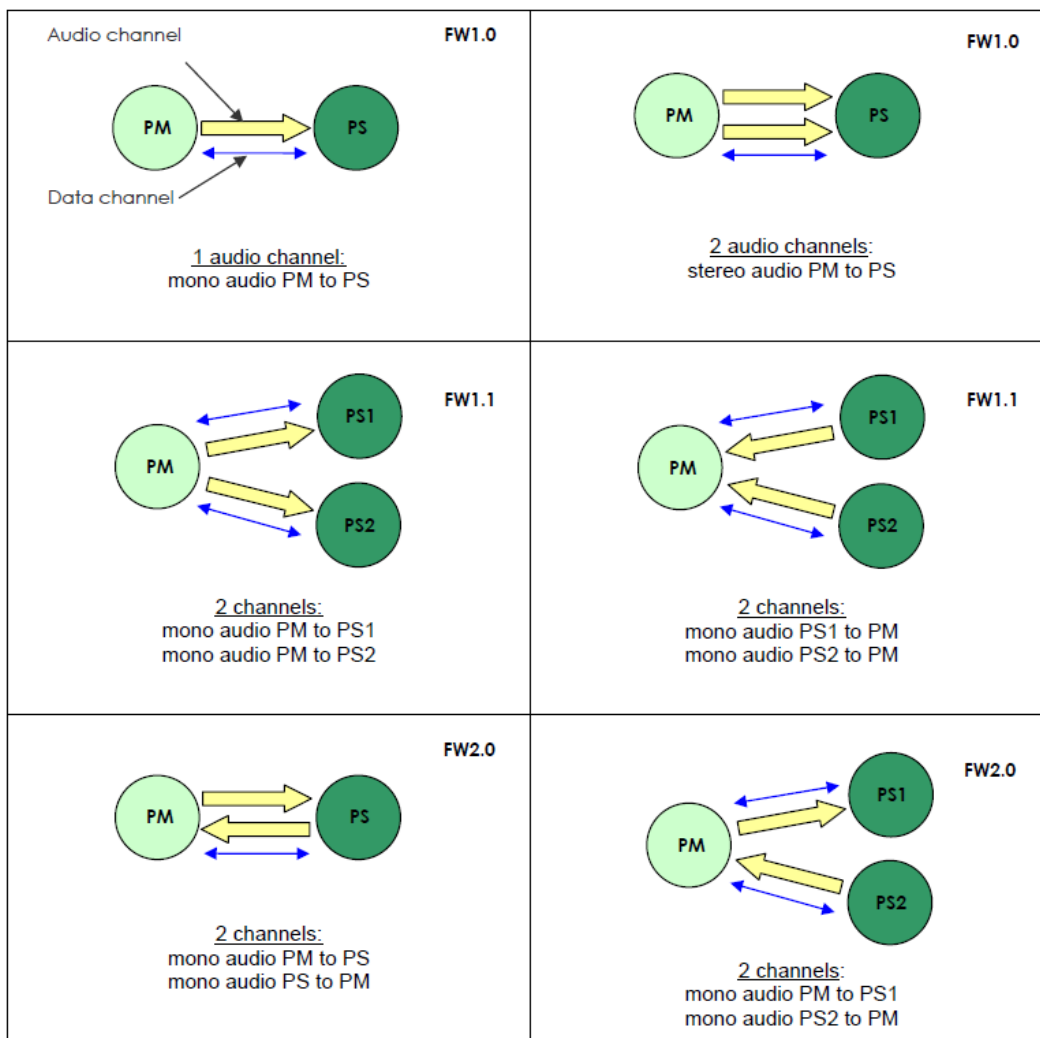 Audio channel
FW1.0
PM
PS
Data channel
1 audio channel:
mono audio PM to PS
FW1.0
PM
PS
2 audio channels:
stereo audio PM to PS
FW1.1
PS1
PM
PS2
2 channels:
mono audio PM to PS1
mono audio PM to PS2
FW1.1
PS1
PM
PS2
2 channels:
mono audio PS1 to PM
mono audio PS2 to PM
FW2.0
PM
PS
2 channels:
mono audio PM to PS
mono audio PS to PM
FW2.0
PS1
PM
PS2
2 channels:
mono audio PM to PS1
mono audio PS2 to PM